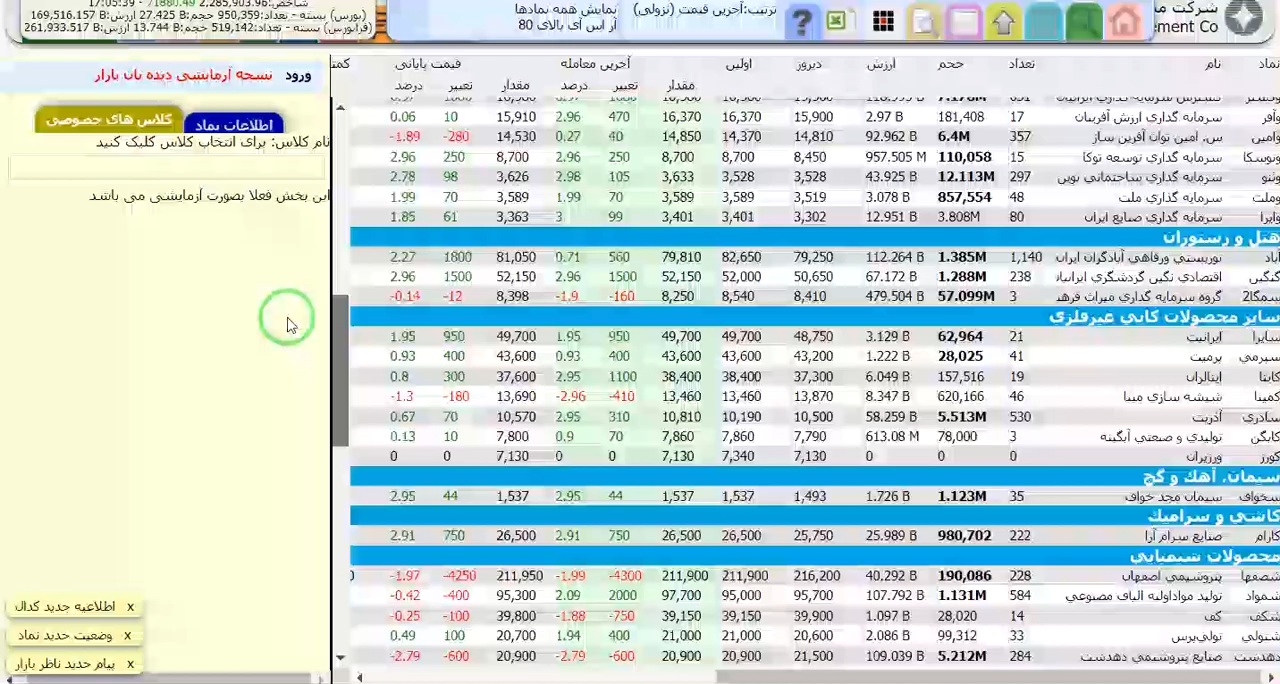 شرکت
ement Co
ترتیب:آخرین قیمت (نزولی)
نمایش همه نمادها
از اس آی بالای 80
شاخص: 2,285,903.96 71880.49 17:05:39
(بورس) بسته - تعداد:950,359 حجم:27.425 B ارزش:169,516.157 B
(فرابورس) بسته - تعداد:519,142 حجم:13.744 B ارزش:261,933.517 B
نماد نام تعداد حجم ارزش دیروز اولین آخرین معامله قیمت پایانی
مقدار تغییر درصد مقدار تغییر درصد
وآفر سرمایه گذاری ارزش آفرینان 17 181,408 2.97 B 15,900 16,370 16,370 470 2.96 15,910 10 0.06
وامین س. امین توان آفرین ساز 357 6.4M 92.962 B 14,810 14,370 14,850 40 0.27 14,530 -280 -1.89
وتوسکا سرمایه گذاری توسعه توکا 15 110,058 957.505 M 8,450 8,700 8,700 250 2.96 8,700 250 2.96
وثنو سرمایه گذاری ساختمانی نوین 297 12.113M 43.925 B 3,528 3,528 3,633 105 2.98 3,626 98 2.78
وملت سرمایه گذاری ملت 48 857,554 3.078 B 3,519 3,589 3,589 70 1.99 3,589 70 1.99
وایرا سرمایه گذاری صنایع ایران 80 3.808M 12.951 B 3,302 3,401 3,401 99 3 3,363 61 1.85
هتل و رستوران
آباد توریستی ورفاهی آبادگران ایران 1,140 1.385M 112.264 B 79,250 82,650 79,810 560 0.71 81,050 1800 2.27
گنگین اقتصادی نگین گردشگری ایرانیا 238 1.288M 67.172 B 50,650 52,000 52,150 1500 2.96 52,150 1500 2.96
سمگا2 گروه سرمایه گذاری میراث فرهن 3 57.099M 479.504 B 8,410 8,540 8,250 -160 -1.9 8,398 -12 -0.14
سایر محصولات کانی غیرفلزی
سایرا ایرانیت 21 62,964 3.129 B 48,750 49,700 49,700 950 1.95 49,700 950 1.95
سپرمی پرمیت 41 28,025 1.222 B 43,200 43,600 43,600 400 0.93 43,600 400 0.93
کایتا ایتالران 19 157,516 6.049 B 37,300 38,400 38,400 1100 2.95 37,600 300 0.8
کمینا شیشه سازی مینا 46 620,166 8.347 B 13,870 13,460 13,460 -410 -2.96 13,690 -180 -1.3
ساذری آذریت 530 5.513M 58.259 B 10,500 10,190 10,810 310 2.95 10,570 70 0.67
کابگن تولیدی و صنعتی آبگینه 3 78,000 613.08 M 7,790 7,860 7,860 70 0.9 7,800 10 0.13
کورز ورزیران 0 0 0 7,130 7,340 7,130 0 0 7,130 0 0
سیمان، آهک و گچ
سخواف سیمان مجد خواف 35 1.123M 1.726 B 1,493 1,537 1,537 44 2.95 1,537 44 2.95
کاشی و سرامیک
کارام صنایع سرام آرا 222 980,702 25.989 B 25,750 26,500 26,500 750 2.91 26,500 750 2.91
محصولات شیمیایی
شصفها پتروشیمی اصفهان 228 190,086 40.292 B 216,200 211,900 211,900 -4300 -1.99 211,950 -4250 -1.97
شمواد تولید مواداولیه الیاف مصنوعی 584 1.131M 107.792 B 95,700 95,000 97,700 2000 2.09 95,300 -400 -0.42
شکف کف 14 28,020 1.097 B 39,900 39,150 39,150 -750 -1.88 39,800 -100 -0.25
شتولی تولی‌پرس 33 99,312 2.086 B 20,600 21,000 21,000 400 1.94 20,700 100 0.49
دهدست صنایع پتروشیمی دهدست 284 5.212M 109.039 B 21,500 20,900 20,900 -600 -2.79 20,900 -600 -2.79
ورود نسخه آزمایشی دیده بان بازار
اطلاعات نماد کلاس های خصوصی
نام کلاس: برای انتخاب کلاس کلیک کنید
این بخش فعلا بصورت آزمایشی می باشد
x اطلاعیه جدید کدال
x وضعیت جدید نماد
x پیام جدید ناظر بازار